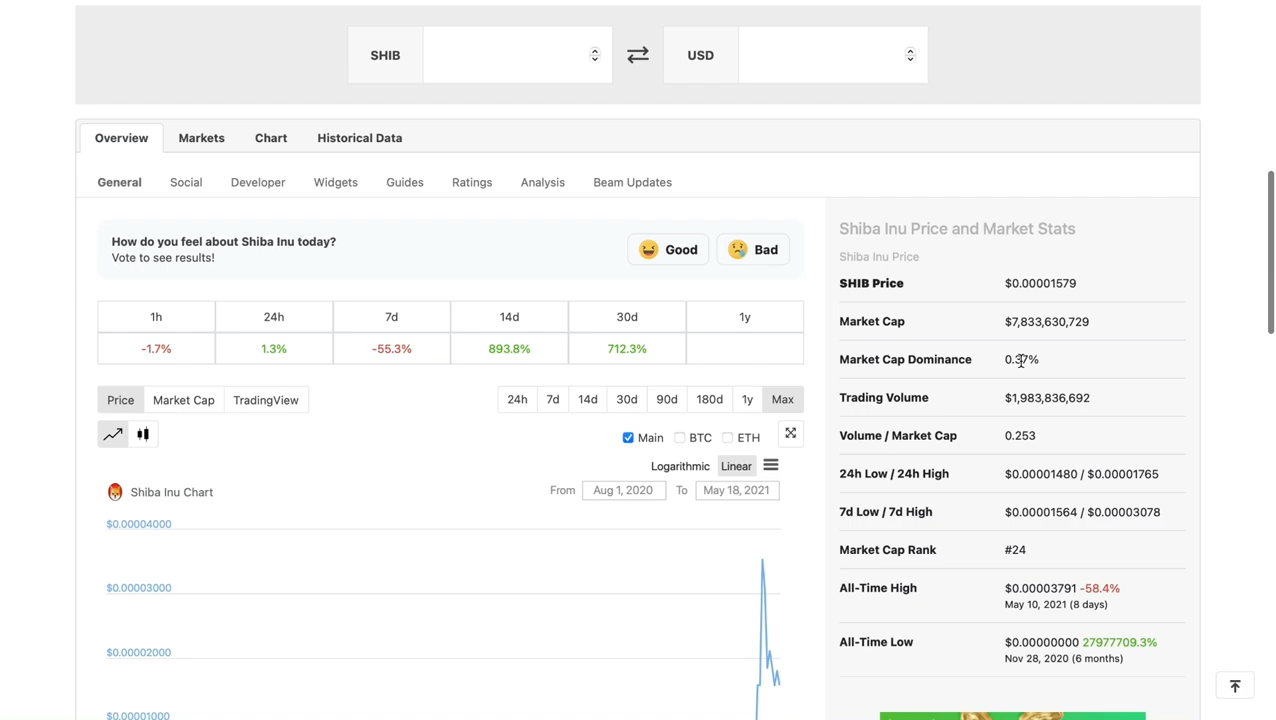 SHIB
USD
Overview Markets Chart Historical Data
General Social Developer Widgets Guides Ratings Analysis Beam Updates
How do you feel about Shiba Inu today?
Vote to see results!
Good
Bad
1h 24h 7d 14d 30d 1y
-1.7% 1.3% -55.3% 893.8% 712.3%
Price Market Cap TradingView
24h 7d 14d 30d 90d 180d 1y Max
Main BTC ETH
Logarithmic Linear
Shiba Inu Chart
From Aug 1, 2020 To May 18, 2021
$0.00004000
$0.00003000
$0.00002000
$0.00001000
Shiba Inu Price and Market Stats
Shiba Inu Price
SHIB Price $0.00001579
Market Cap $7,833,630,729
Market Cap Dominance 0.37%
Trading Volume $1,983,836,692
Volume / Market Cap 0.253
24h Low / 24h High $0.00001480 / $0.00001765
7d Low / 7d High $0.00001564 / $0.00003078
Market Cap Rank #24
All-Time High $0.00003791 -58.4%
May 10, 2021 (8 days)
All-Time Low $0.00000000 27977709.3%
Nov 28, 2020 (6 months)